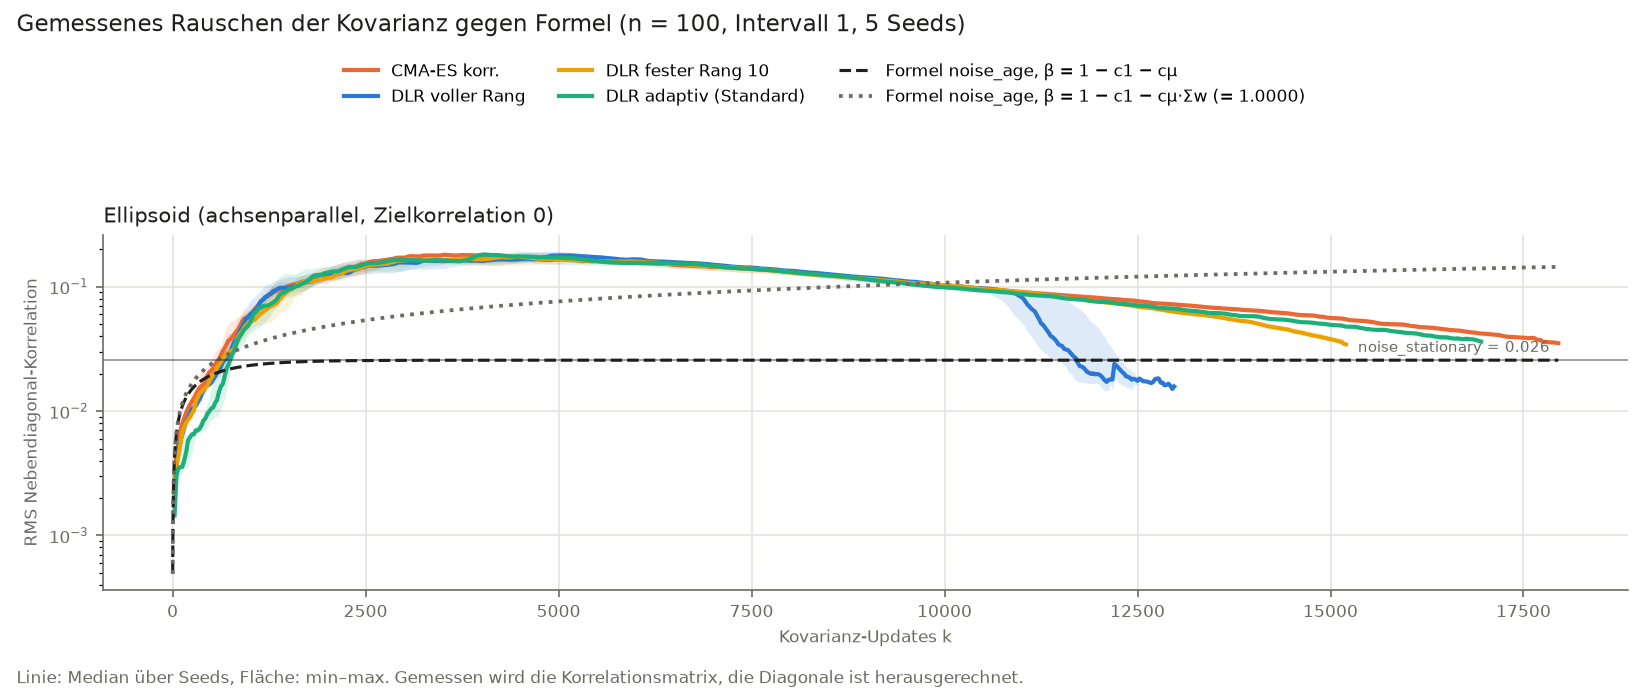 Gemessenes Rauschen der Kovarianz gegen Formel (n = 100, Intervall 1, 5 Seeds)
CMA-ES korr.
DLR voller Rang
DLR fester Rang 10
DLR adaptiv (Standard)
Formel noise_age, β = 1 − c1 − cμ
Formel noise_age, β = 1 − c1 − cμ·Σw (= 1.0000)
Ellipsoid (achsenparallel, Zielkorrelation 0)
RMS Nebendiagonal-Korrelation
10⁻¹
10⁻²
10⁻³
noise_stationary = 0.026
0 2500 5000 7500 10000 12500 15000 17500
Kovarianz-Updates k
Linie: Median über Seeds, Fläche: min–max. Gemessen wird die Korrelationsmatrix, die Diagonale ist herausgerechnet.